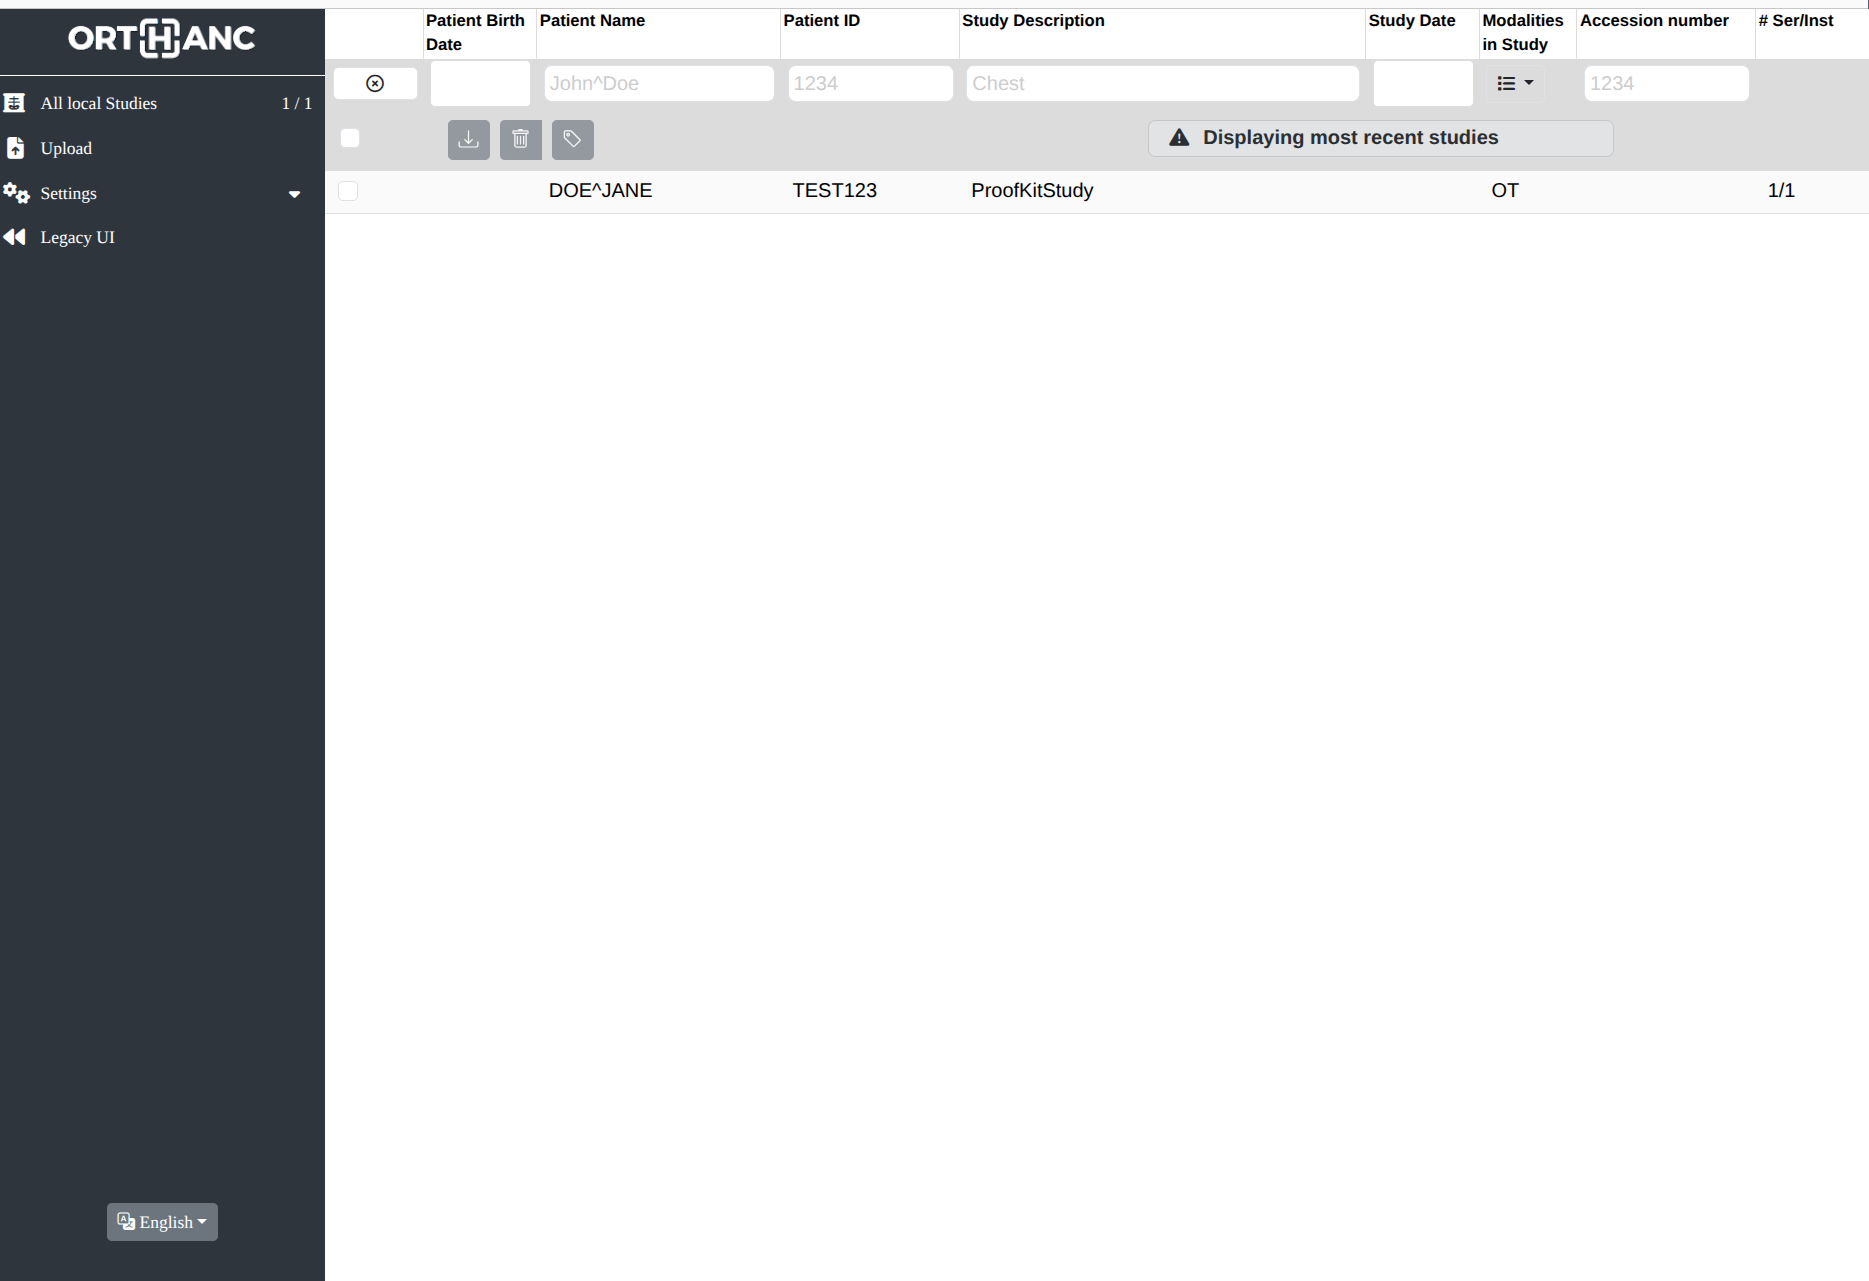 ORTHANC
All local Studies 1 / 1
Upload
Settings
Legacy UI
English
Patient Birth Date Patient Name Patient ID Study Description Study Date Modalities in Study Accession number # Ser/Inst
John^Doe 1234 Chest 1234
Displaying most recent studies
DOE^JANE TEST123 ProofKitStudy OT 1/1